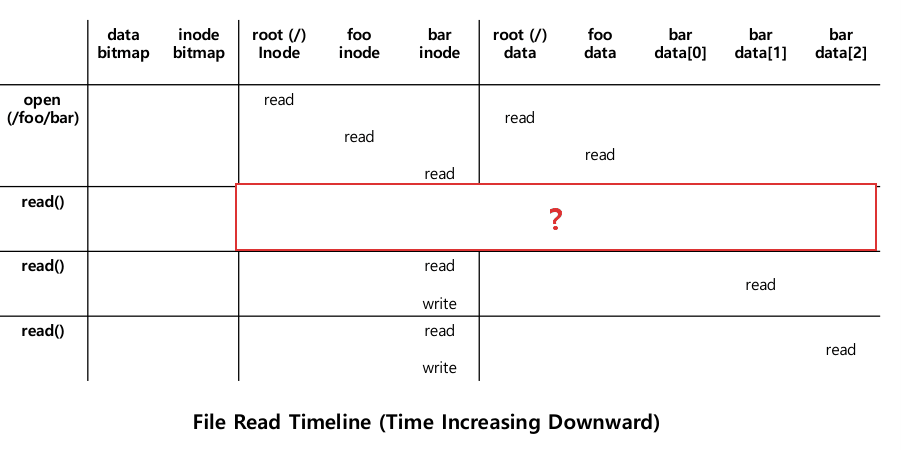 data inode root (/) foo bar root (/) foo bar bar bar
bitmap bitmap Inode inode inode data data data[0] data[1] data[2]
open read
(/foo/bar) read
read
read
read
read()
?
read() read
read
write
read() read
read
write
File Read Timeline (Time Increasing Downward)